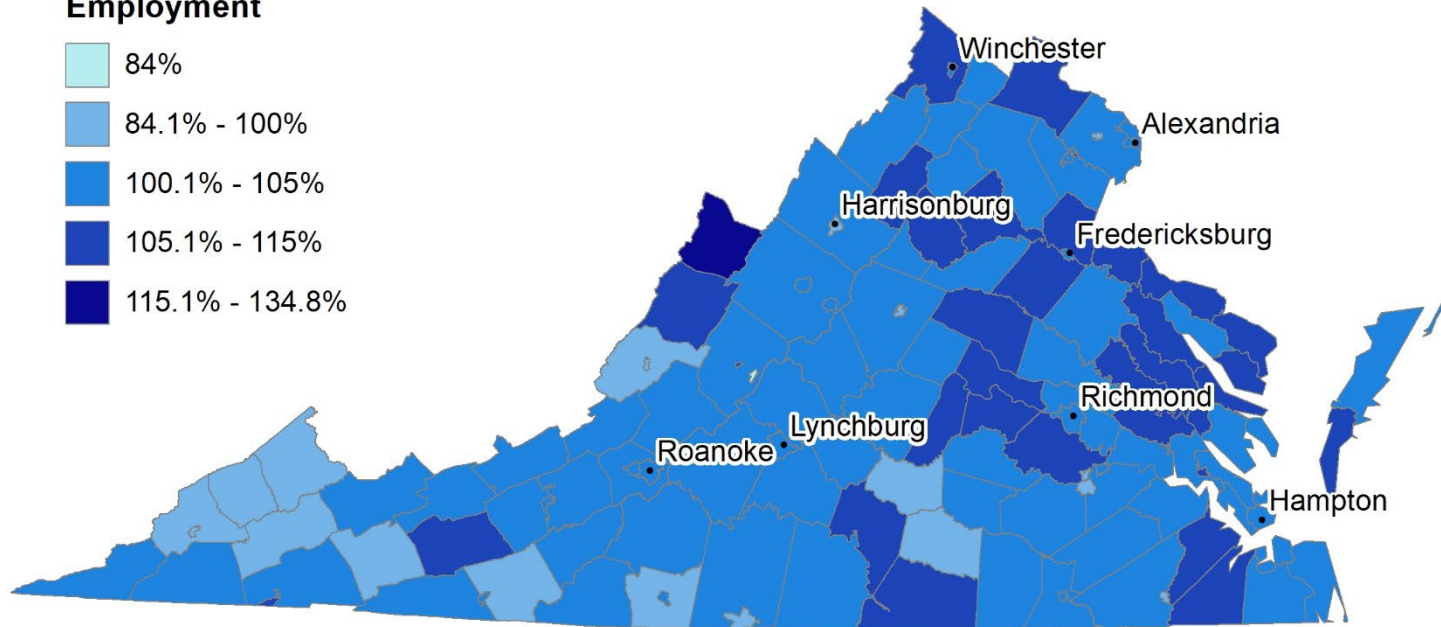 Employment
84%
84.1% - 100%
100.1% - 105%
105.1% - 115%
115.1% - 134.8%
Winchester
Alexandria
Harrisonburg
Fredericksburg
Richmond
Lynchburg
Roanoke
Hampton